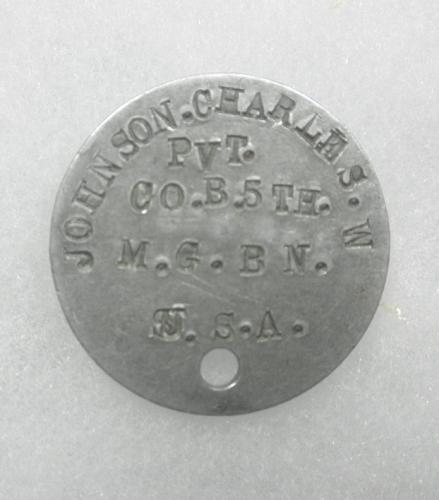 JOHNSON.CHARLES.W
PVT.
CO.B.5TH.
M.G.BN.
U.S.A.